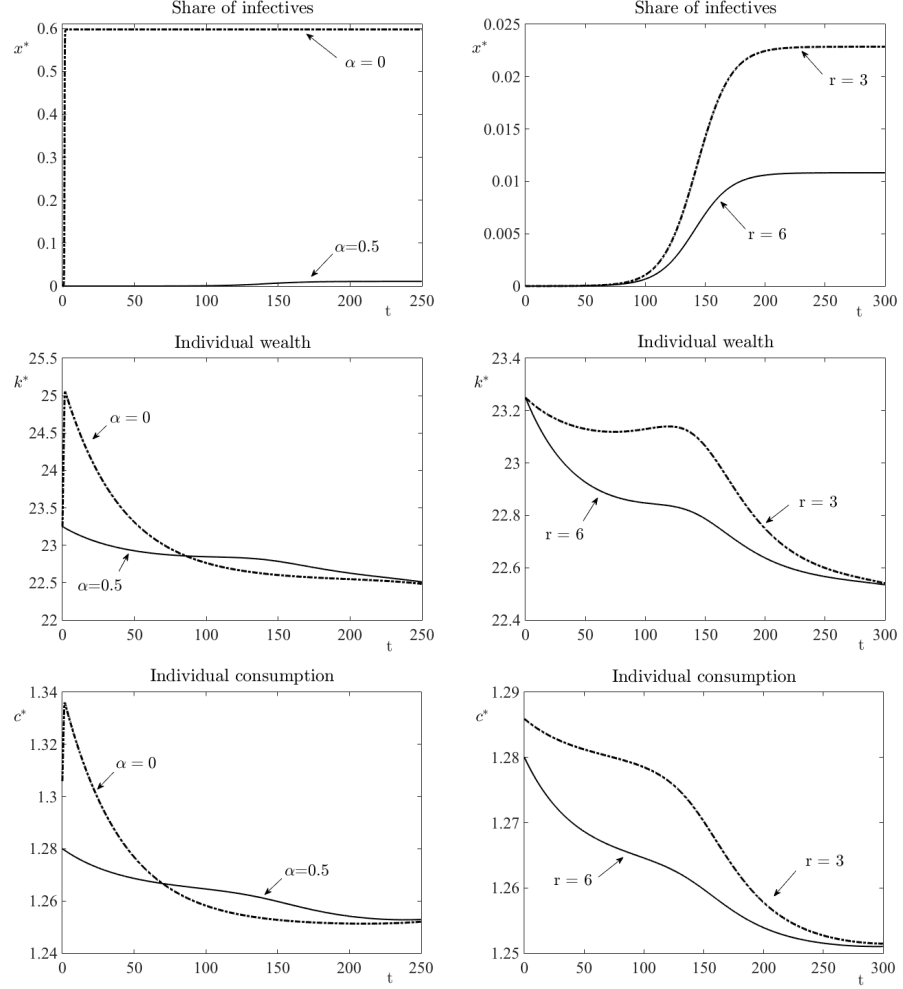 Share of infectives
x*
0.6
0.5
0.4
0.3
0.2
0.1
0
α = 0
α=0.5
0 50 100 150 200 250
t
Share of infectives
x*
0.025
0.02
0.015
0.01
0.005
0
r = 3
r = 6
0 50 100 150 200 250 300
t
Individual wealth
k*
25.5
25
24.5
24
23.5
23
22.5
22
α = 0
α=0.5
0 50 100 150 200 250
t
Individual wealth
k*
23.4
23.2
23
22.8
22.6
22.4
r = 3
r = 6
0 50 100 150 200 250 300
t
Individual consumption
c*
1.34
1.32
1.3
1.28
1.26
1.24
α=0
α=0.5
0 50 100 150 200 250
t
Individual consumption
c*
1.29
1.28
1.27
1.26
1.25
r = 3
r = 6
0 50 100 150 200 250 300
t